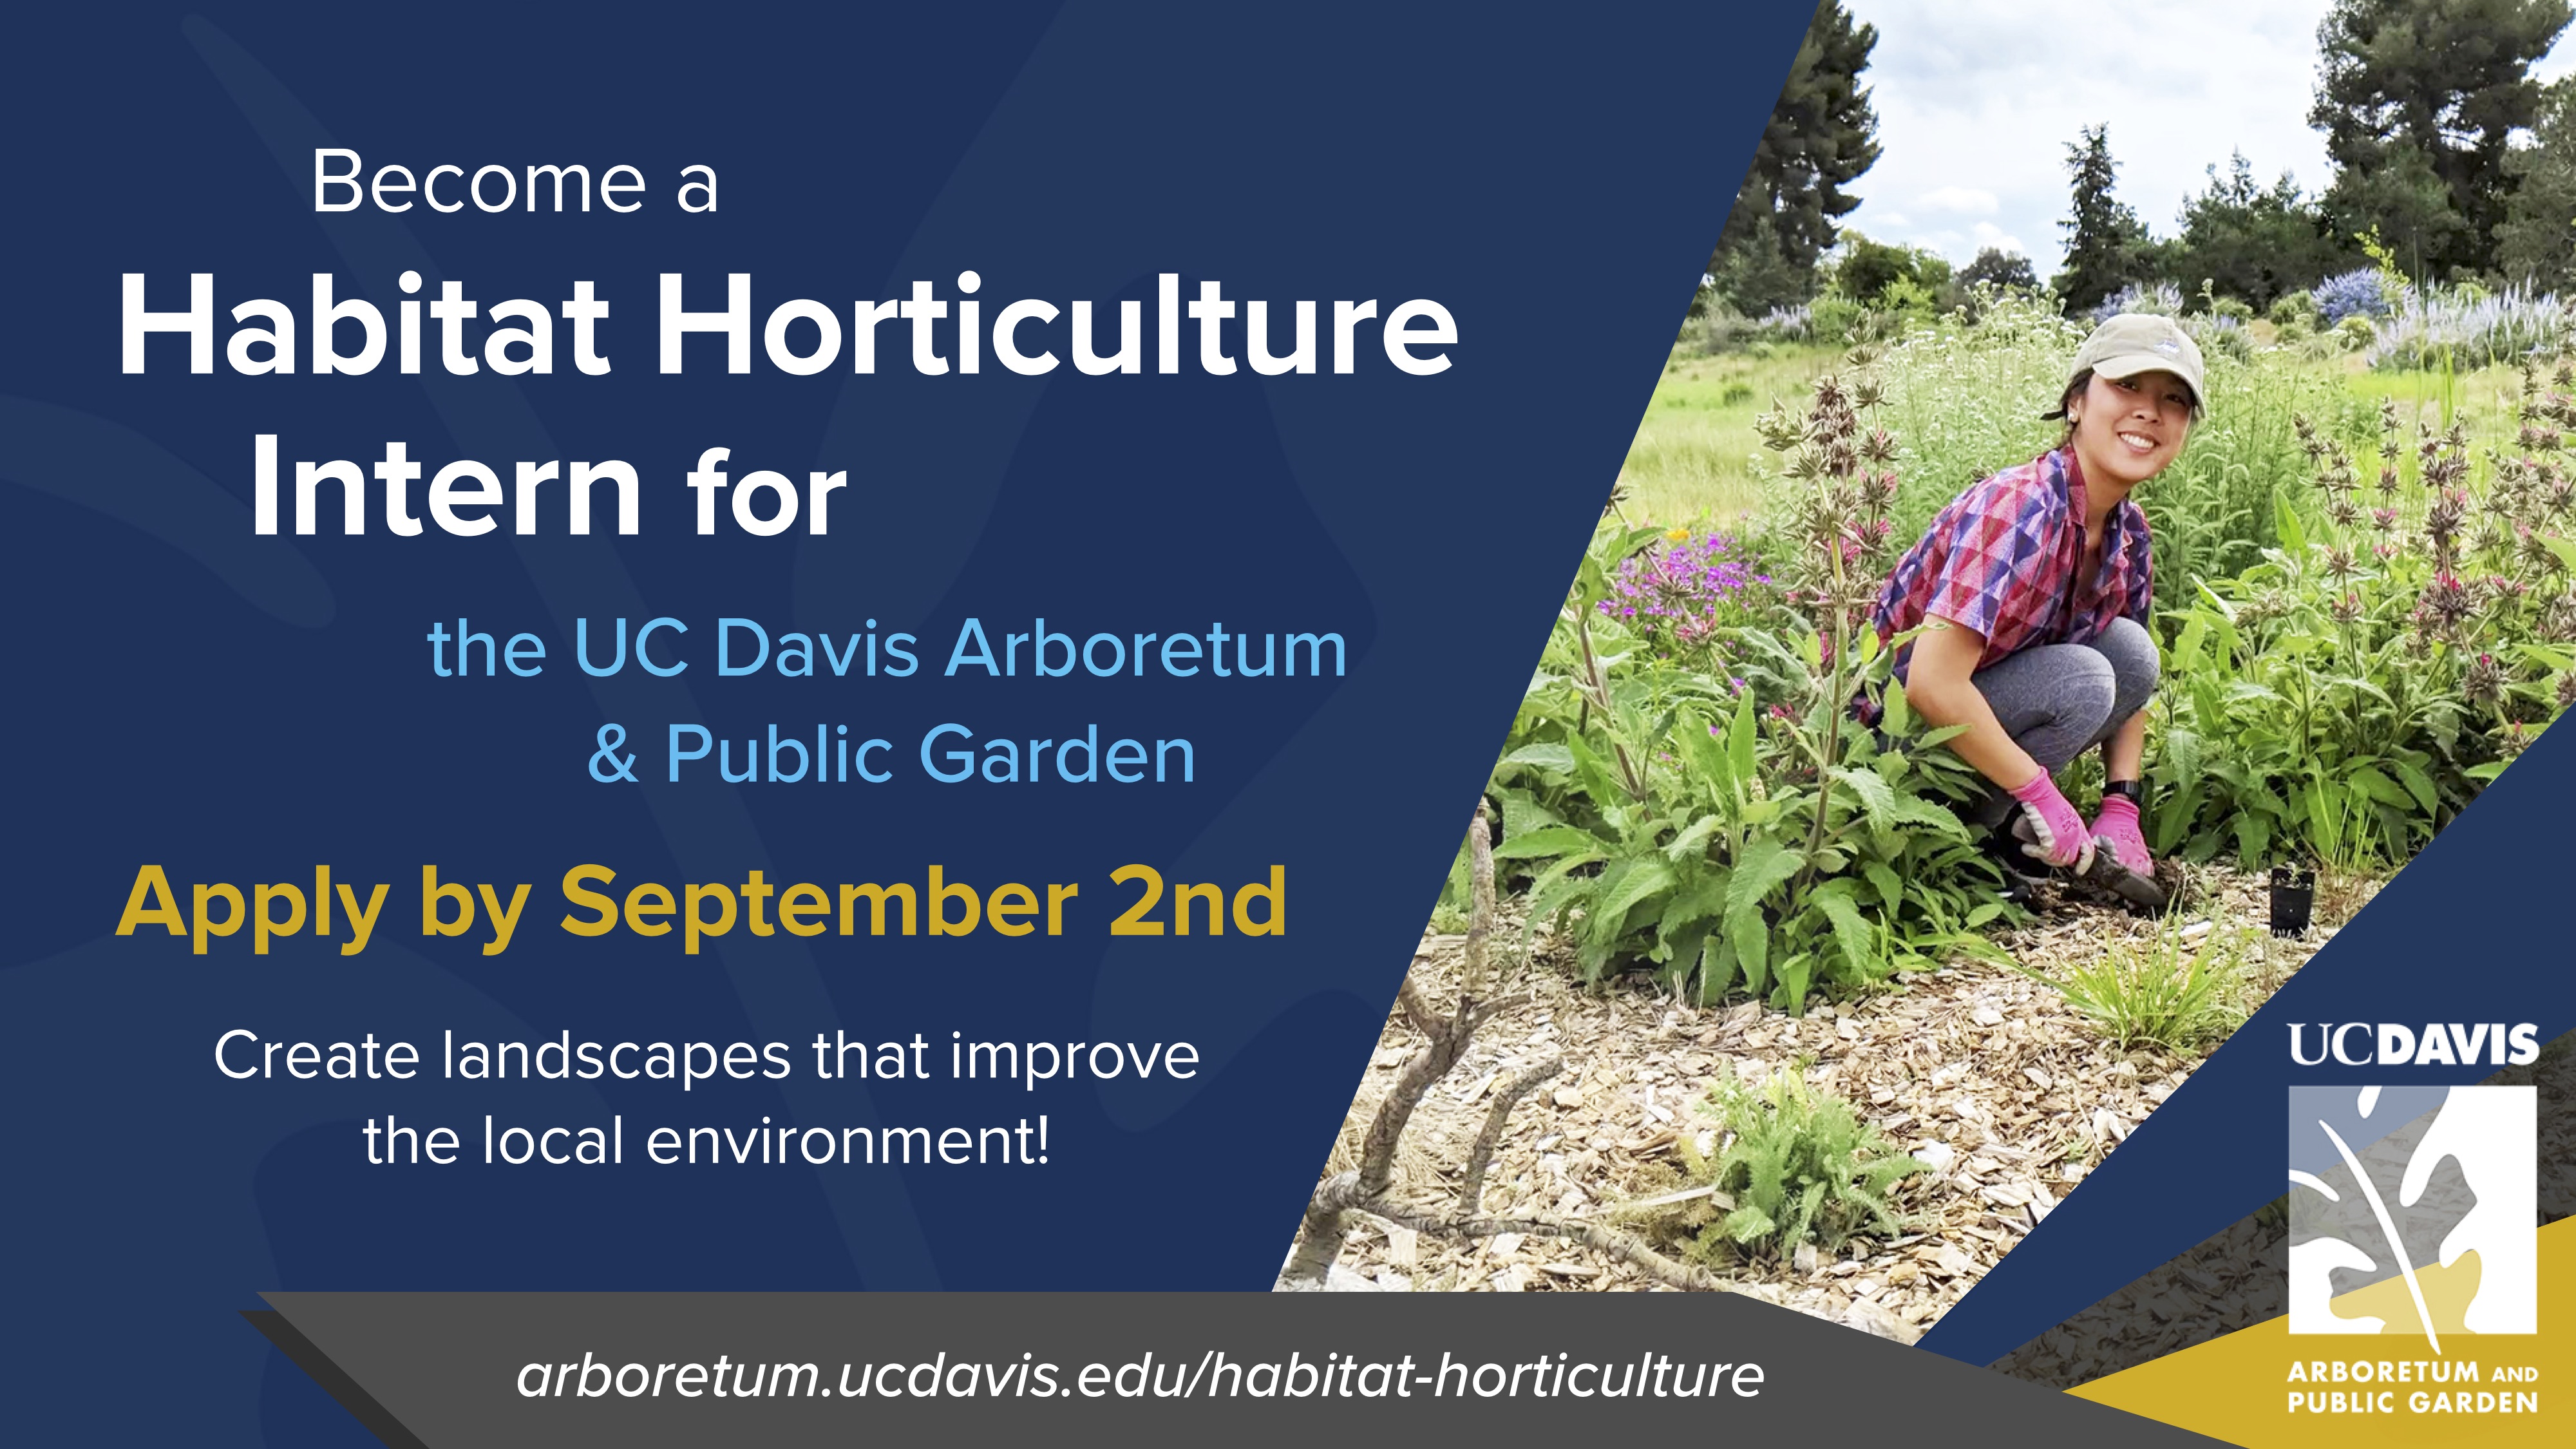 Become a
Habitat Horticulture
Intern for
the UC Davis Arboretum
& Public Garden
Apply by September 2nd
Create landscapes that improve
the local environment!
arboretum.ucdavis.edu/habitat-horticulture
UCDAVIS
ARBORETUM AND
PUBLIC GARDEN